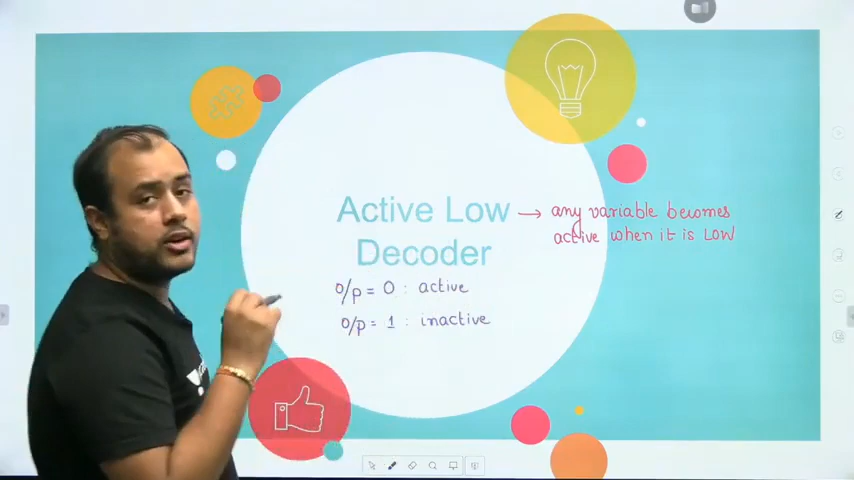 Active Low → any variable becomes
active when it is LOW
Decoder
o/p = 0 : active
o/p = 1 : inactive